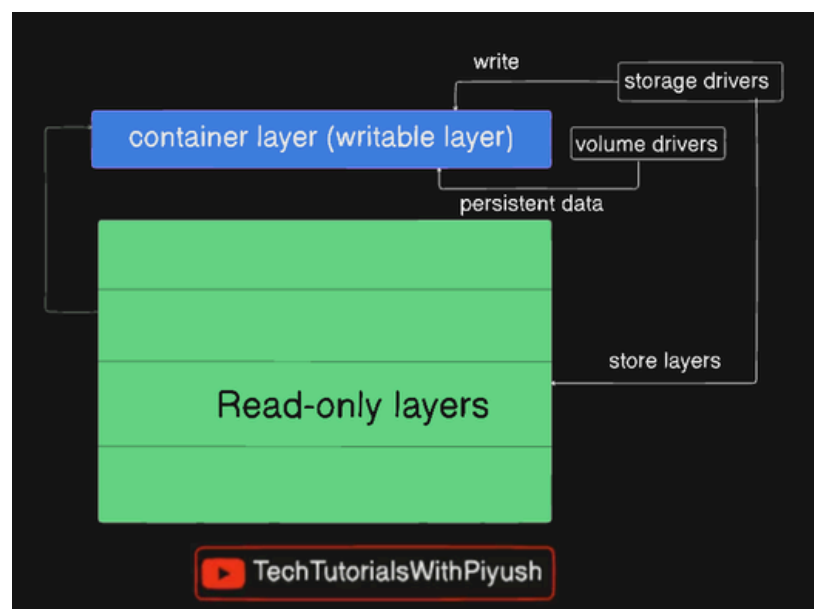 write
storage drivers
container layer (writable layer)
volume drivers
persistent data
store layers
Read-only layers
TechTutorialsWithPiyush